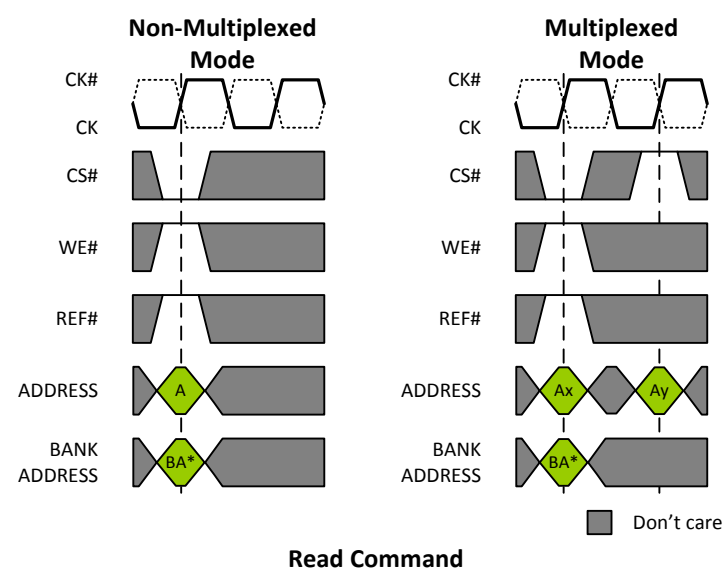 Non-Multiplexed
Mode
CK#
CK
CS#
WE#
REF#
ADDRESS
A
BANK
ADDRESS
BA*
Multiplexed
Mode
CK#
CK
CS#
WE#
REF#
ADDRESS
Ax
Ay
BANK
ADDRESS
BA*
Don't care
Read Command